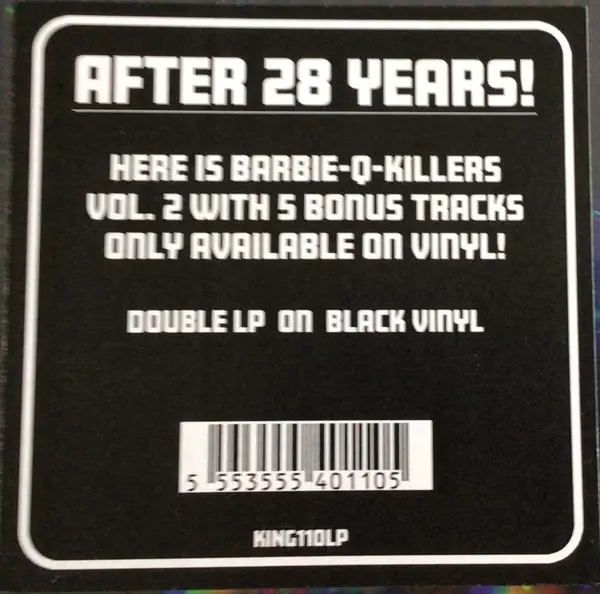 AFTER 28 YEARS!
HERE IS BARBIE-Q-KILLERS
VOL. 2 WITH 5 BONUS TRACKS
ONLY AVAILABLE ON VINYL!
DOUBLE LP ON BLACK VINYL
5 553555 401105
KING110LP